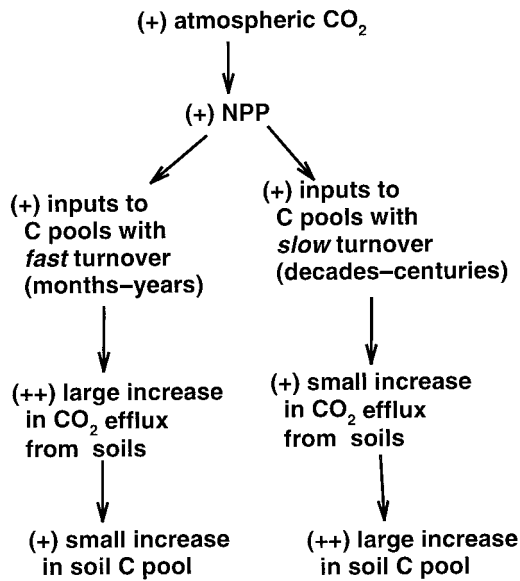 (+) atmospheric CO₂
(+) NPP
(+) inputs to
C pools with
fast turnover
(months–years)
(+) inputs to
C pools with
slow turnover
(decades–centuries)
(++) large increase
in CO₂ efflux
from soils
(+) small increase
in CO₂ efflux
from soils
(+) small increase
in soil C pool
(++) large increase
in soil C pool